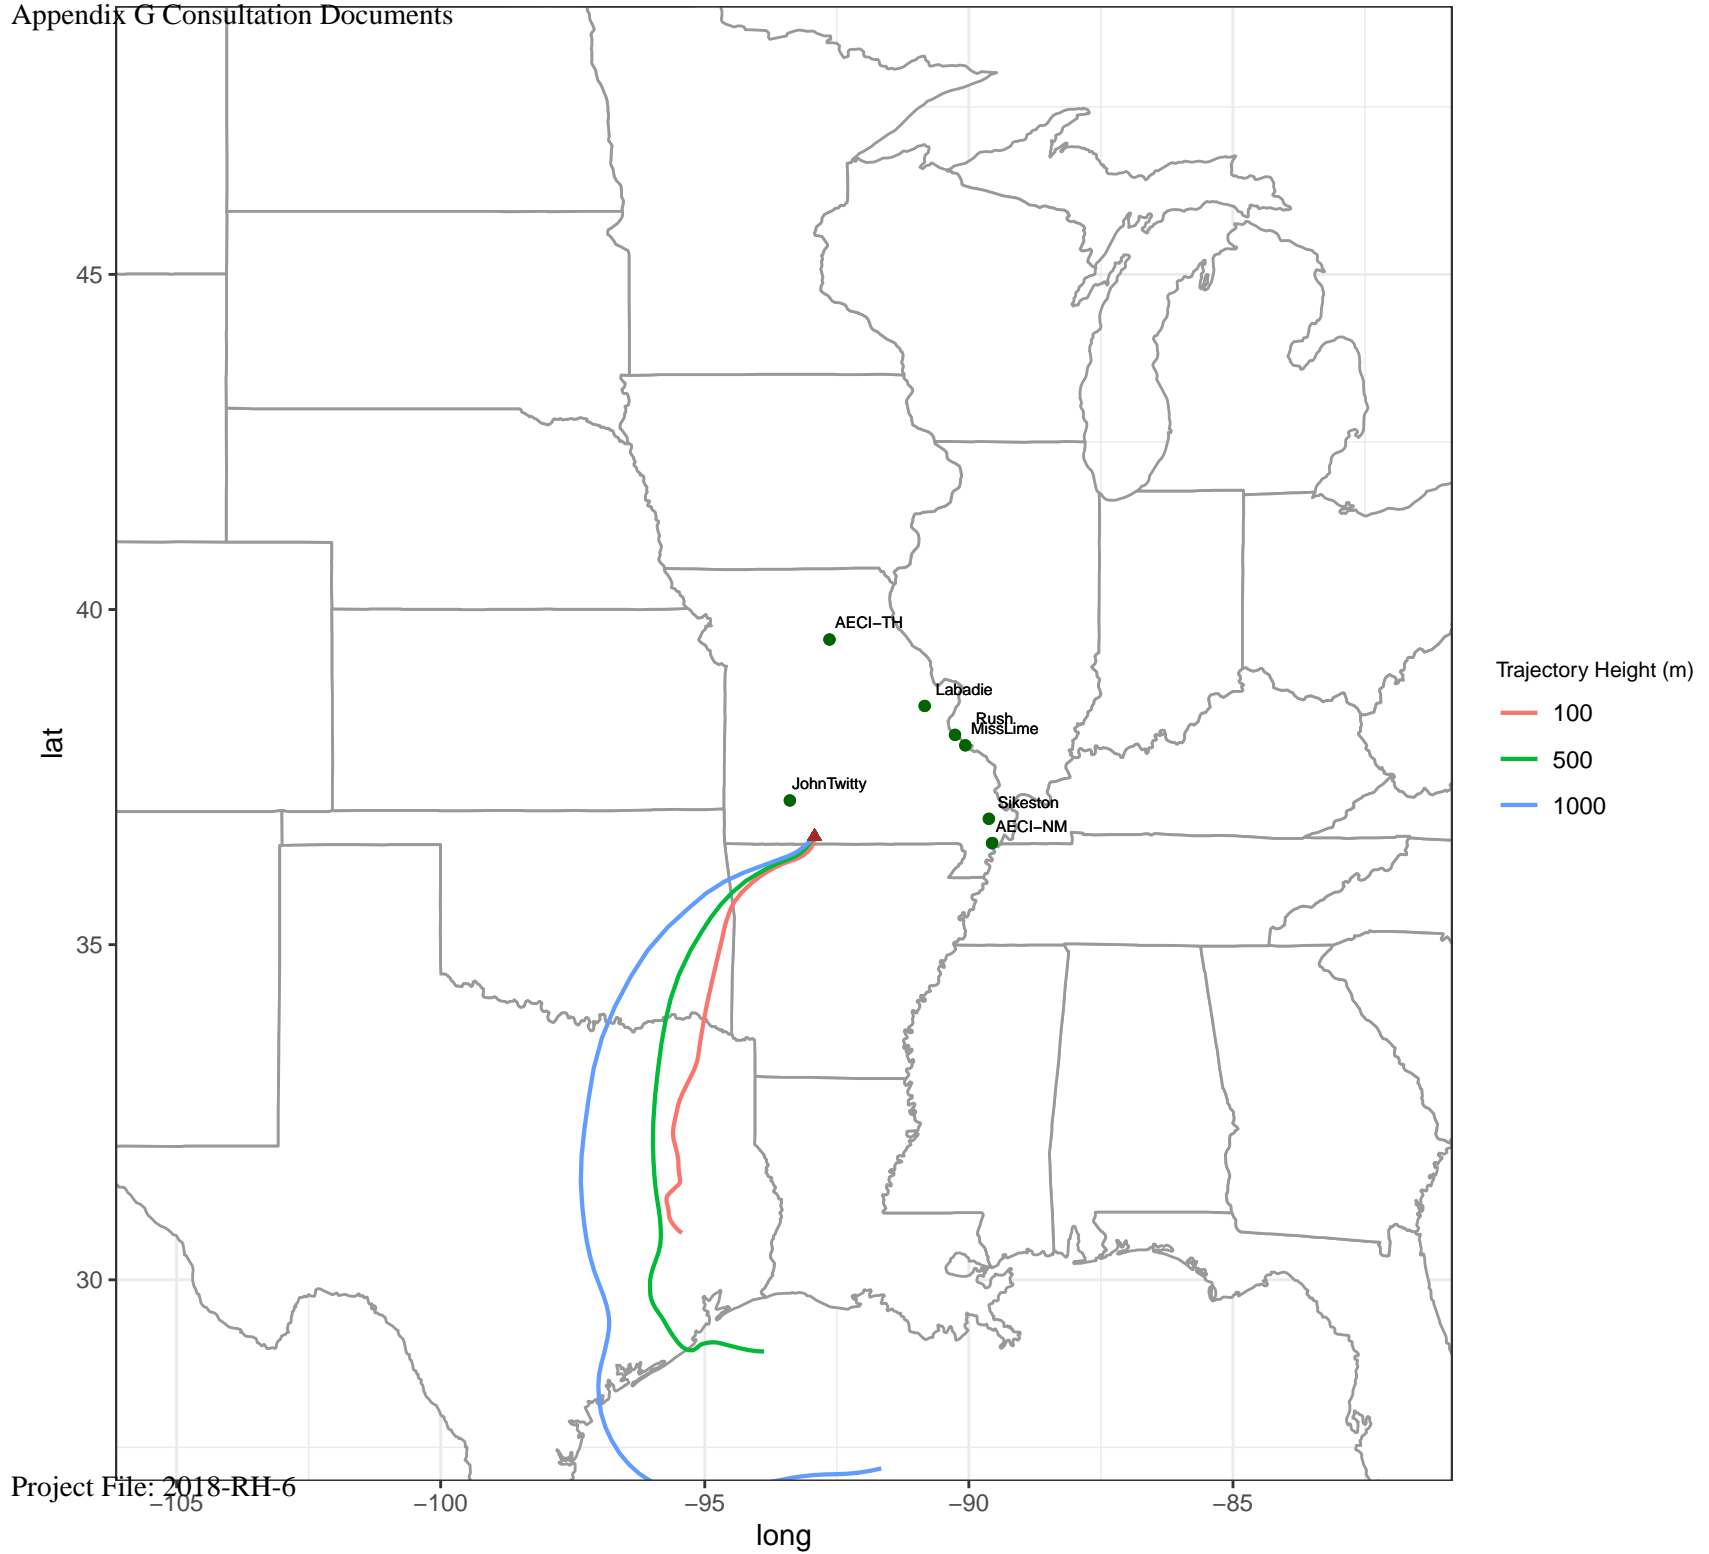 Appendix G Consultation Documents
45
40
35
30
lat
AECI−TH
Labadie
Rush
MissLime
JohnTwitty
Sikeston
AECI−NM
Trajectory Height (m)
100
500
1000
Project File: 2018-RH-6
−105
−100
−95
−90
−85
long